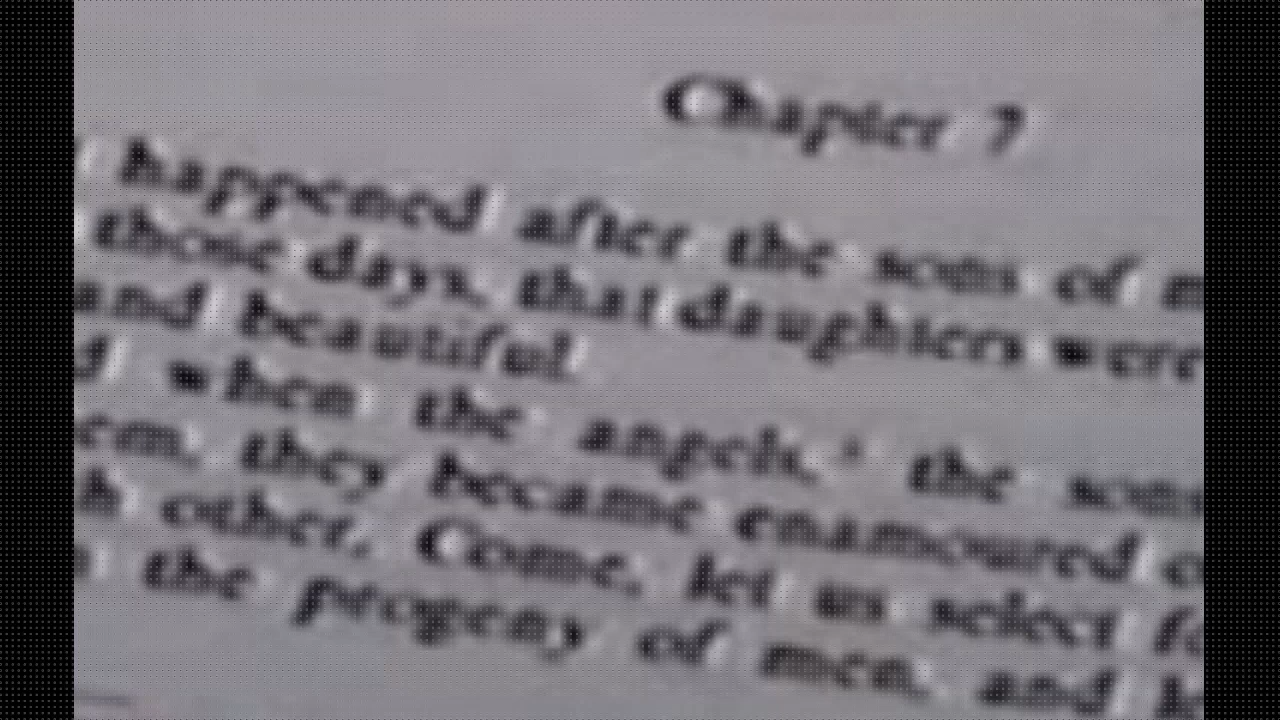 Chapter 7
happened after the sons of
those days, that daughters were
and beautiful.
when the angels, the sons
they became enamoured
other, Come, let us select
the progeny of men, and